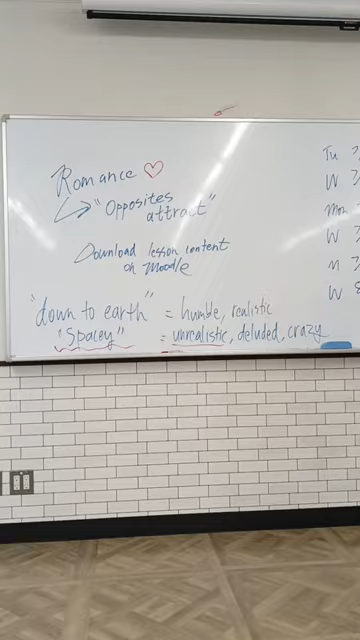 Romance ♡
"Opposites
attract"
Download lesson content
on Moodle
"down to earth" = humble, realistic
"Spacey" = unrealistic, deluded, crazy
Tu
W
Mon
W
M
W